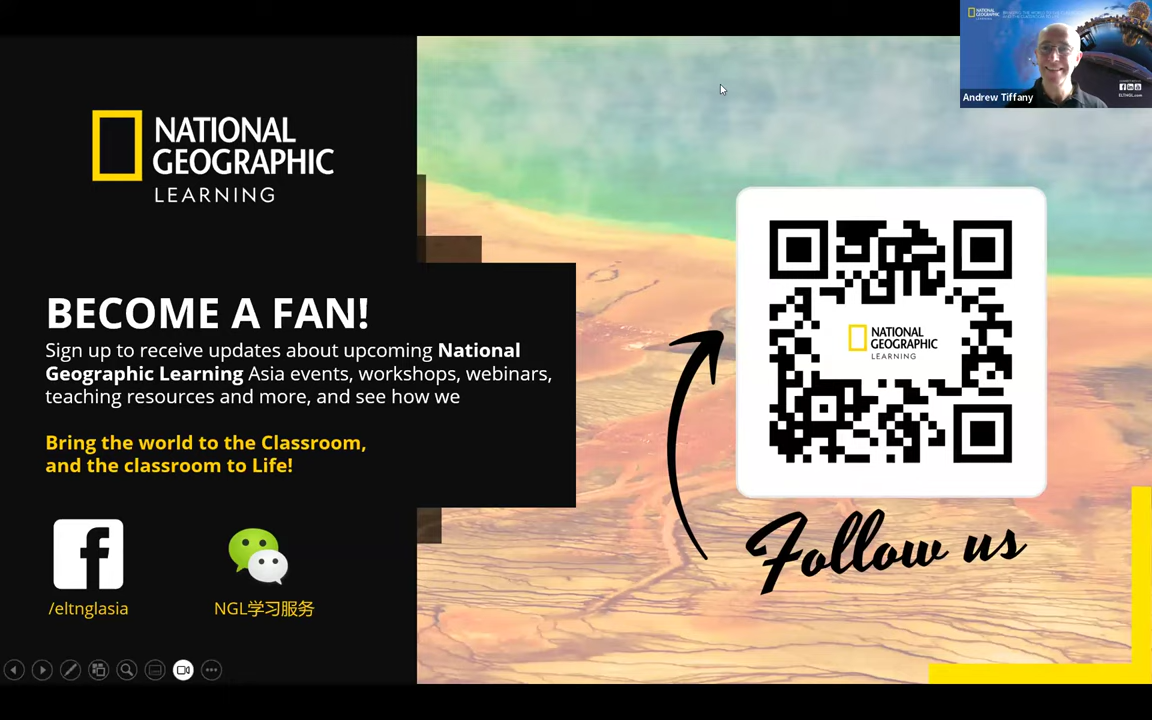 NATIONAL
GEOGRAPHIC
LEARNING
BECOME A FAN!
Sign up to receive updates about upcoming National
Geographic Learning Asia events, workshops, webinars,
teaching resources and more, and see how we
Bring the world to the Classroom,
and the classroom to Life!
/eltnglasia
NGL学习服务
NATIONAL
GEOGRAPHIC
LEARNING
Follow us
Andrew Tiffany
ELTNGL.com